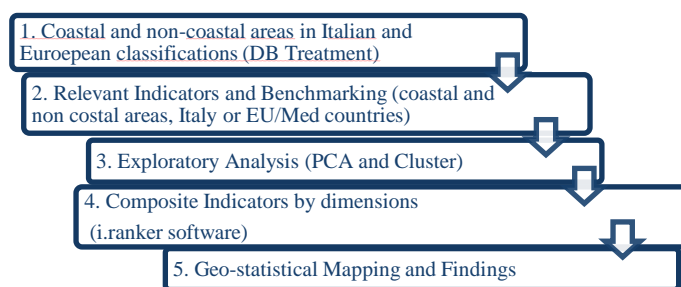 1. Coastal and non-coastal areas in Italian and
Euroepean classifications (DB Treatment)
2. Relevant Indicators and Benchmarking (coastal and
non costal areas, Italy or EU/Med countries)
3. Exploratory Analysis (PCA and Cluster)
4. Composite Indicators by dimensions
(i.ranker software)
5. Geo-statistical Mapping and Findings